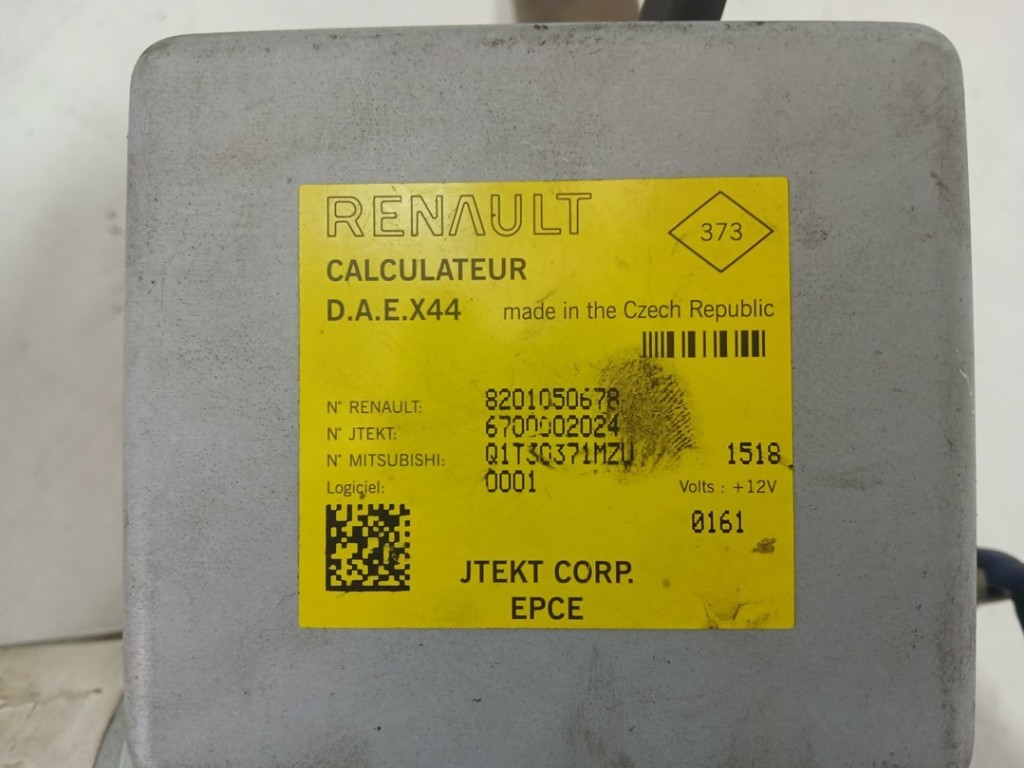 RENAULT
373
CALCULATEUR
D.A.E.X44 made in the Czech Republic
N° RENAULT: 8201050678
N° JTEKT: 6700002024
N° MITSUBISHI: Q1T3C371MZU 1518
Logiciel: 0001 Volts : +12V
0161
JTEKT CORP.
EPCE